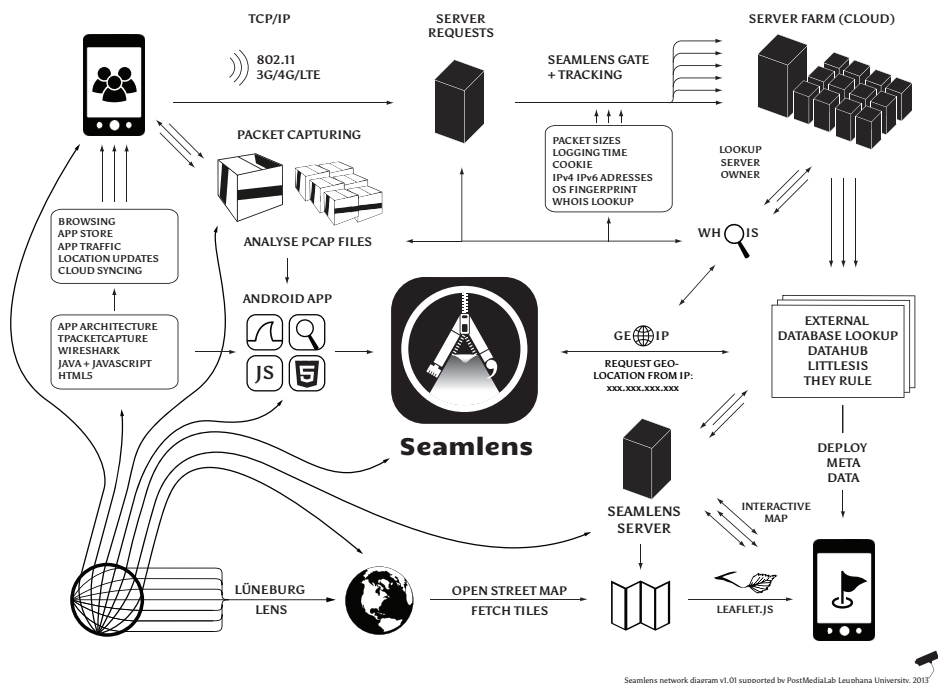 TCP/IP
802.11
3G/4G/LTE
SERVER
REQUESTS
SEAMLENS GATE
+ TRACKING
SERVER FARM (CLOUD)
PACKET CAPTURING
PACKET SIZES
LOGGING TIME
COOKIE
IPv4 IPv6 ADRESSES
OS FINGERPRINT
WHOIS LOOKUP
LOOKUP
SERVER
OWNER
BROWSING
APP STORE
APP TRAFFIC
LOCATION UPDATES
CLOUD SYNCING
ANALYSE PCAP FILES
WH IS
ANDROID APP
APP ARCHITECTURE
TPACKETCAPTURE
WIRESHARK
JAVA + JAVASCRIPT
HTML5
JS
5
GE IP
REQUEST GEO-
LOCATION FROM IP:
xxx.xxx.xxx.xxx
EXTERNAL
DATABASE LOOKUP
DATAHUB
LITTLESIS
THEY RULE
Seamlens
DEPLOY
META
DATA
SEAMLENS
SERVER
INTERACTIVE
MAP
LÜNEBURG
LENS
OPEN STREET MAP
FETCH TILES
LEAFLET.JS
Seamlens network diagram v1.01 supported by PostMediaLab Leuphana University, 2013